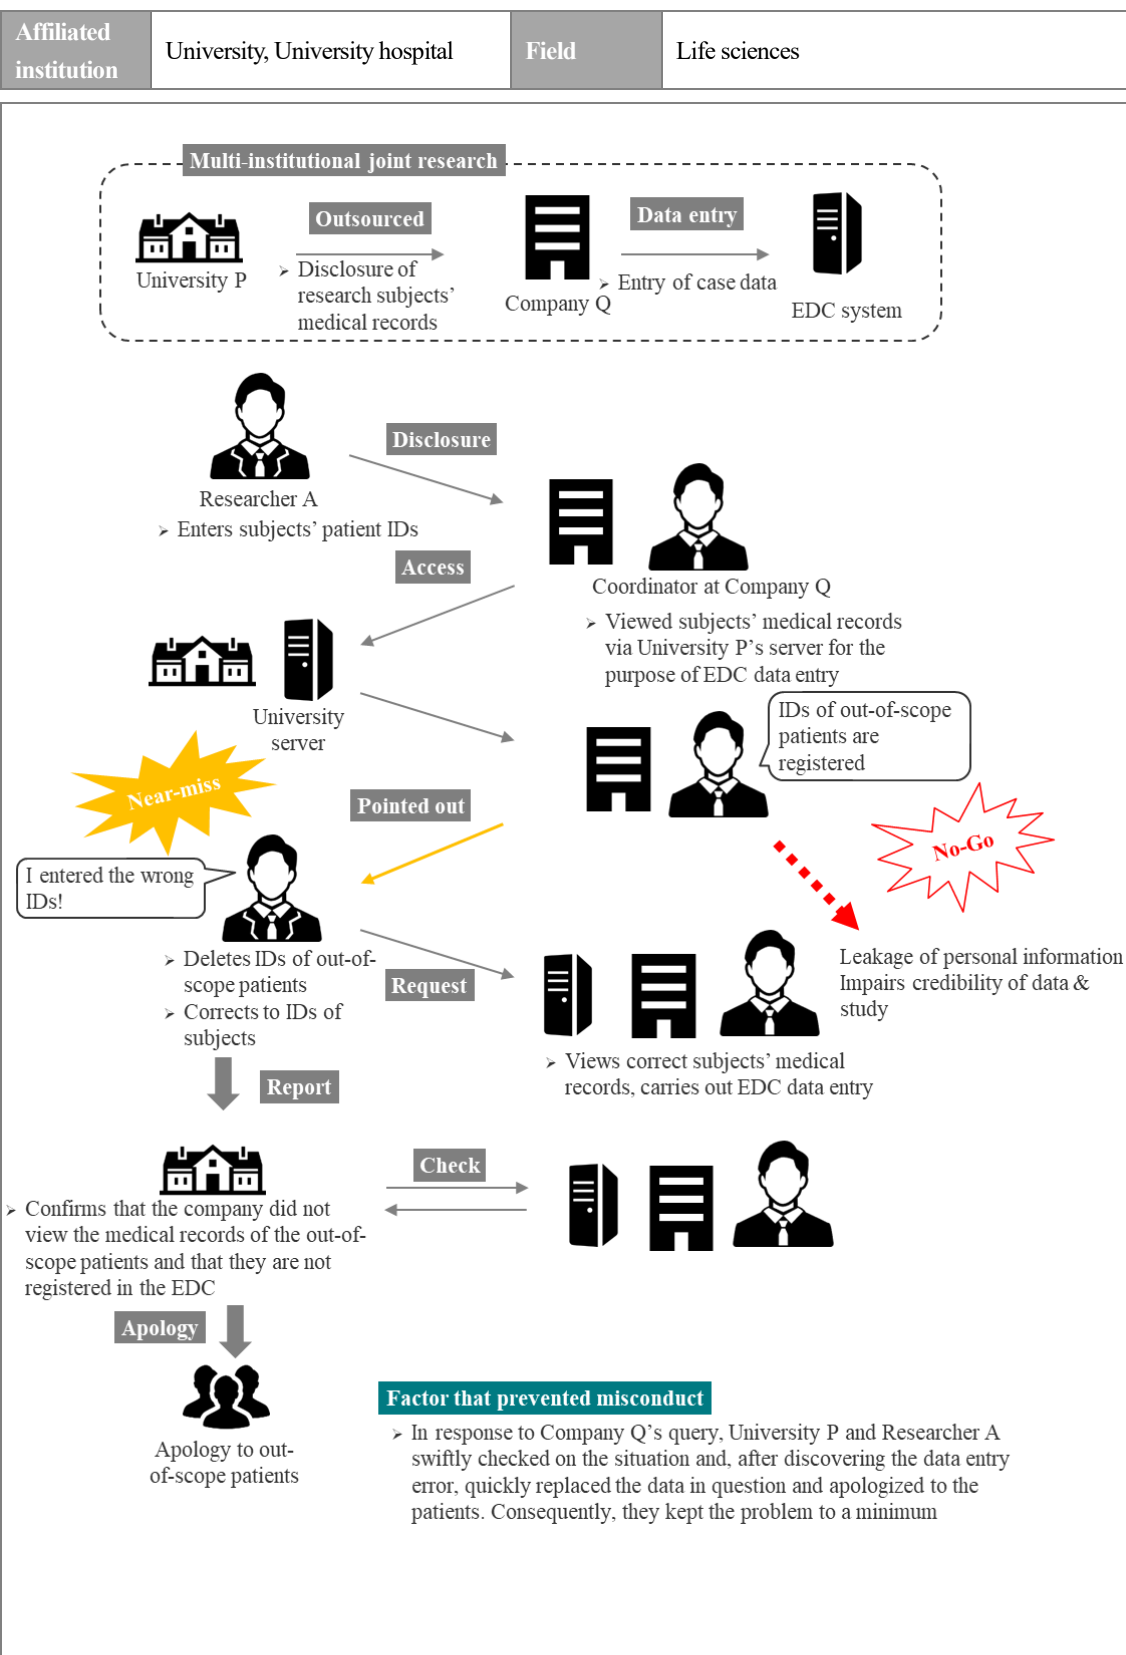 Affiliated
institution
University, University hospital
Field
Life sciences
Multi-institutional joint research
University P
Outsourced
➢ Disclosure of
research subjects’
medical records
Company Q
Data entry
➢ Entry of case data
EDC system
Researcher A
➢ Enters subjects’ patient IDs
Disclosure
Coordinator at Company Q
➢ Viewed subjects’ medical records
via University P’s server for the
purpose of EDC data entry
Access
University
server
IDs of out-of-scope
patients are
registered
Near-miss
Pointed out
No-Go
I entered the wrong
IDs!
➢ Deletes IDs of out-of-
scope patients
➢ Corrects to IDs of
subjects
Request
Leakage of personal information
Impairs credibility of data &
study
➢ Views correct subjects’ medical
records, carries out EDC data entry
Report
Check
➢ Confirms that the company did not
view the medical records of the out-of-
scope patients and that they are not
registered in the EDC
Apology
Apology to out-
of-scope patients
Factor that prevented misconduct
➢ In response to Company Q’s query, University P and Researcher A
swiftly checked on the situation and, after discovering the data entry
error, quickly replaced the data in question and apologized to the
patients. Consequently, they kept the problem to a minimum